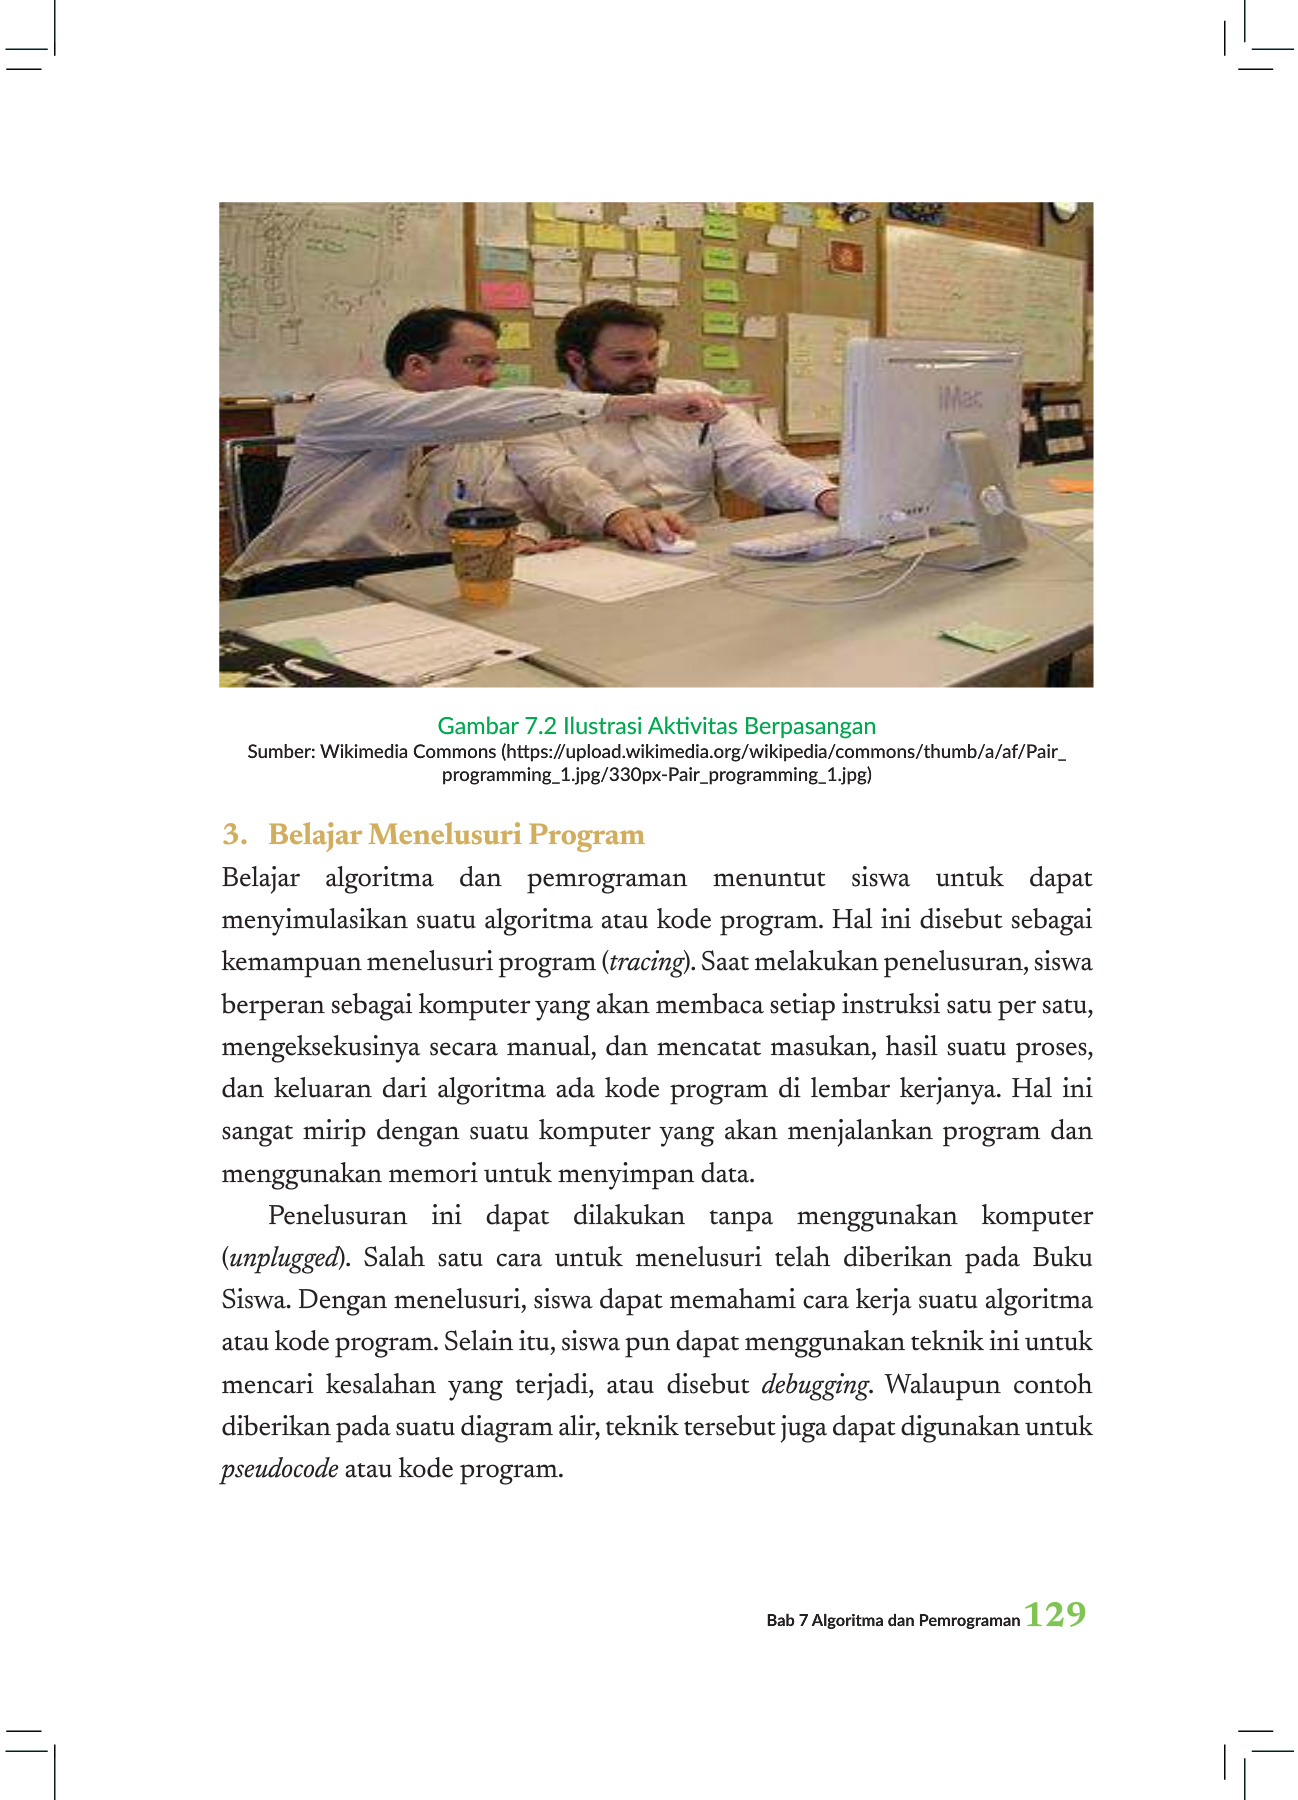 iMac
Gambar 7.2 Ilustrasi Aktivitas Berpasangan
Sumber: Wikimedia Commons (https://upload.wikimedia.org/wikipedia/commons/thumb/a/af/Pair_
programming_1.jpg/330px-Pair_programming_1.jpg)
3. Belajar Menelusuri Program
Belajar algoritma dan pemrograman menuntut siswa untuk dapat
menyimulasikan suatu algoritma atau kode program. Hal ini disebut sebagai
kemampuan menelusuri program (tracing). Saat melakukan penelusuran, siswa
berperan sebagai komputer yang akan membaca setiap instruksi satu per satu,
mengeksekusinya secara manual, dan mencatat masukan, hasil suatu proses,
dan keluaran dari algoritma ada kode program di lembar kerjanya. Hal ini
sangat mirip dengan suatu komputer yang akan menjalankan program dan
menggunakan memori untuk menyimpan data.
Penelusuran ini dapat dilakukan tanpa menggunakan komputer
(unplugged). Salah satu cara untuk menelusuri telah diberikan pada Buku
Siswa. Dengan menelusuri, siswa dapat memahami cara kerja suatu algoritma
atau kode program. Selain itu, siswa pun dapat menggunakan teknik ini untuk
mencari kesalahan yang terjadi, atau disebut debugging. Walaupun contoh
diberikan pada suatu diagram alir, teknik tersebut juga dapat digunakan untuk
pseudocode atau kode program.
Bab 7 Algoritma dan Pemrograman 129